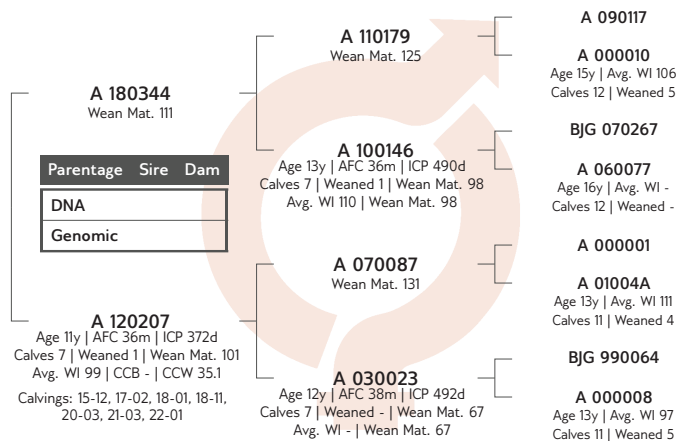 A 180344
Wean Mat. 111
Parentage Sire Dam
DNA
Genomic
A 120207
Age 11y | AFC 36m | ICP 372d
Calves 7 | Weaned 1 | Wean Mat. 101
Avg. WI 99 | CCB - | CCW 35.1
Calvings: 15-12, 17-02, 18-01, 18-11,
20-03, 21-03, 22-01
A 110179
Wean Mat. 125
A 100146
Age 13y | AFC 36m | ICP 490d
Calves 7 | Weaned 1 | Wean Mat. 98
Avg. WI 110 | Wean Mat. 98
A 070087
Wean Mat. 131
A 030023
Age 12y | AFC 38m | ICP 492d
Calves 7 | Weaned - | Wean Mat. 67
Avg. WI - | Wean Mat. 67
A 090117
A 000010
Age 15y | Avg. WI 106
Calves 12 | Weaned 5
BJG 070267
A 060077
Age 16y | Avg. WI -
Calves 12 | Weaned -
A 000001
A 01004A
Age 13y | Avg. WI 111
Calves 11 | Weaned 4
BJG 990064
A 000008
Age 13y | Avg. WI 97
Calves 11 | Weaned 5